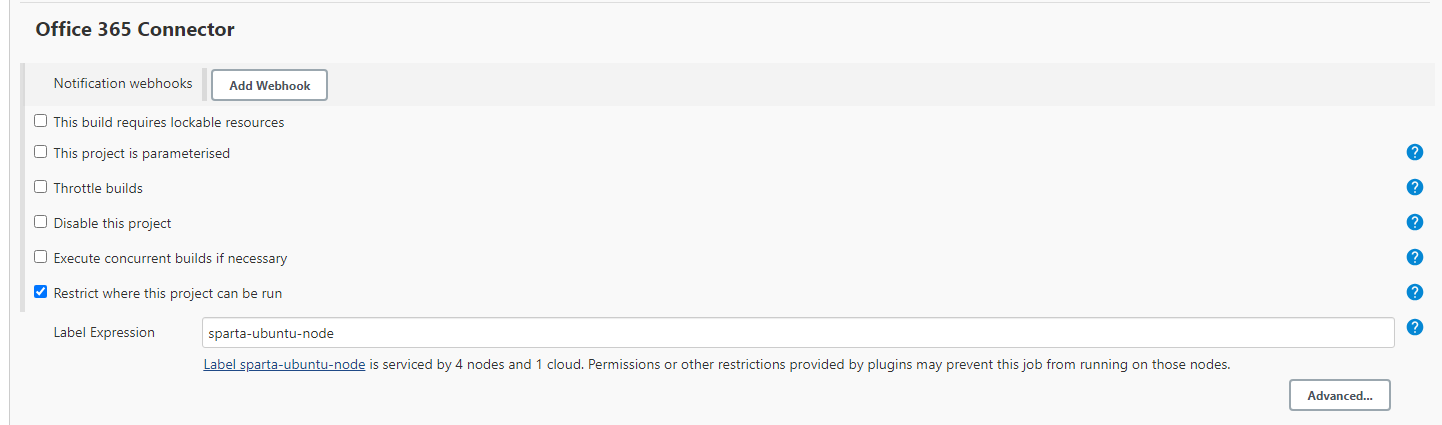 Office 365 Connector
Notification webhooks Add Webhook
This build requires lockable resources
This project is parameterised ?
Throttle builds ?
Disable this project ?
Execute concurrent builds if necessary ?
Restrict where this project can be run ?
Label Expression sparta-ubuntu-node ?
Label sparta-ubuntu-node is serviced by 4 nodes and 1 cloud. Permissions or other restrictions provided by plugins may prevent this job from running on those nodes.
Advanced...